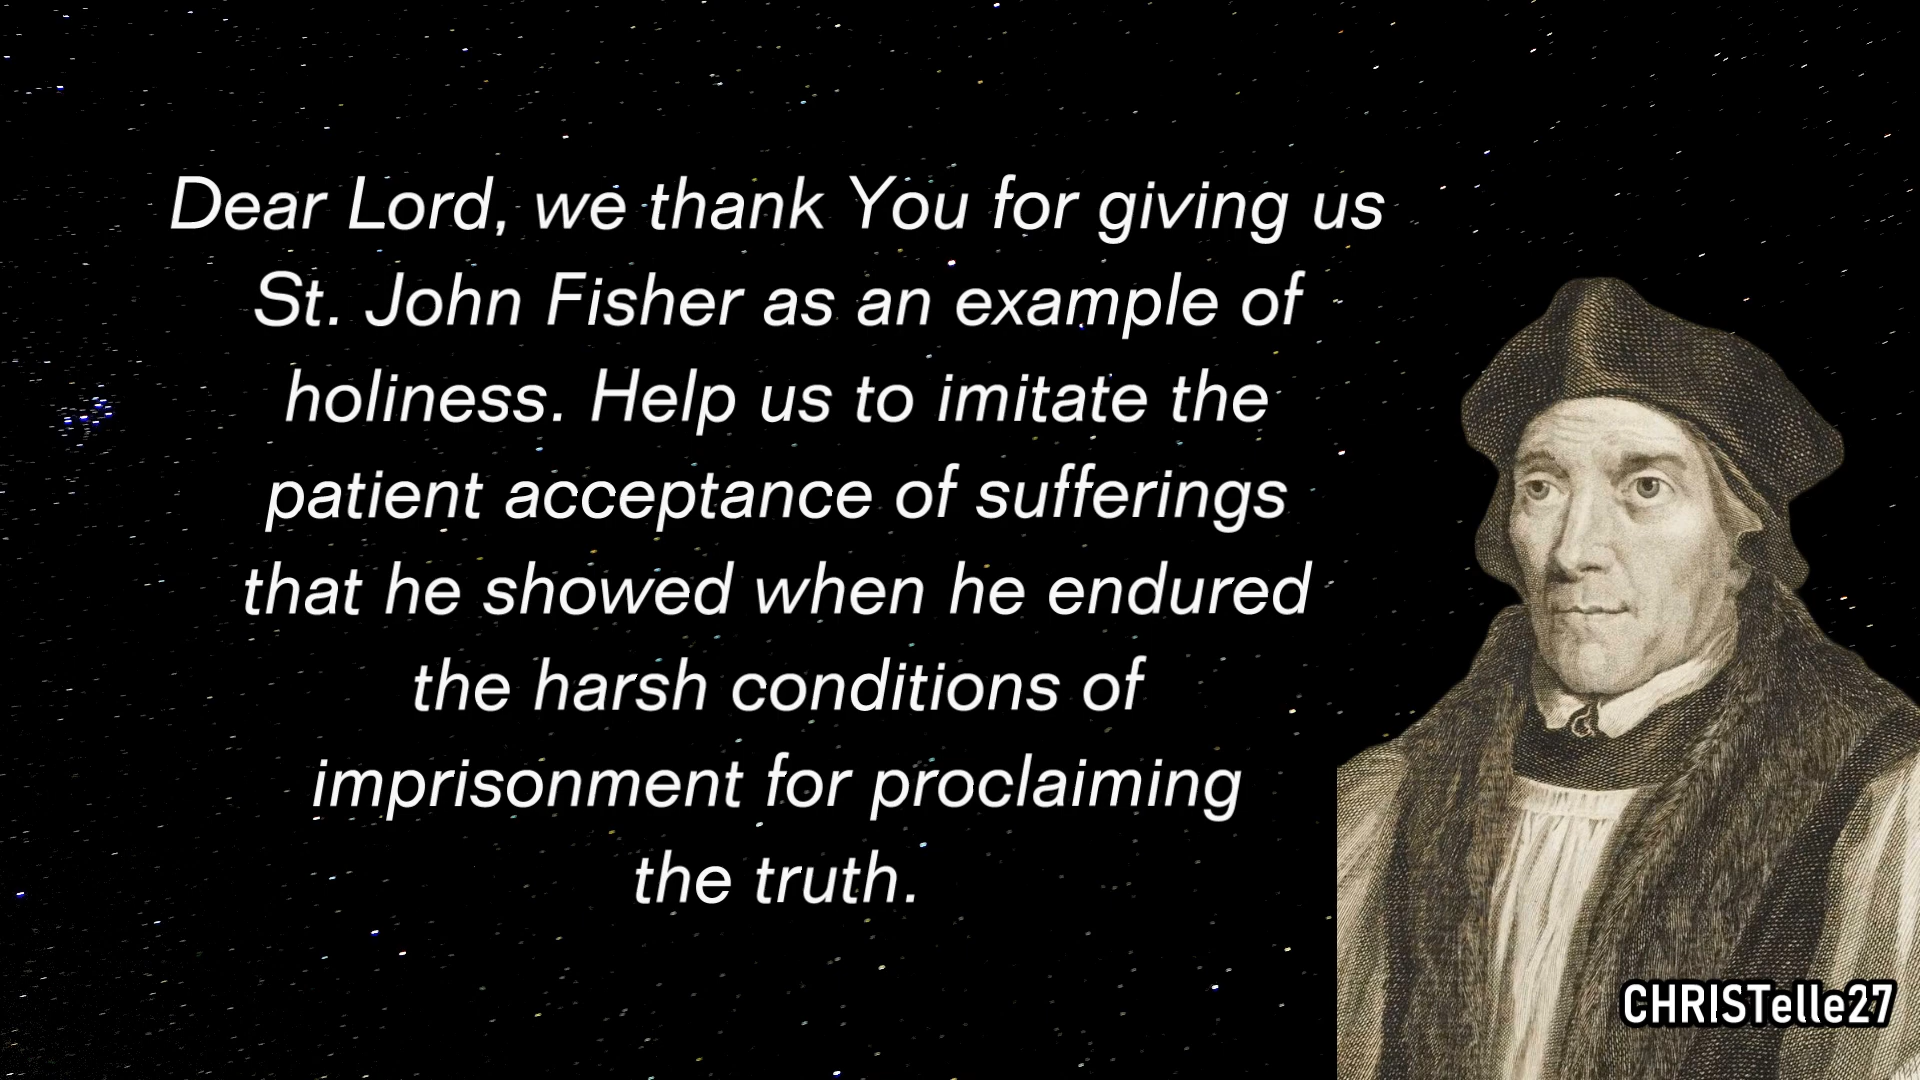 Dear Lord, we thank You for giving us
St. John Fisher as an example of
holiness. Help us to imitate the
patient acceptance of sufferings
that he showed when he endured
the harsh conditions of
imprisonment for proclaiming
the truth.
CHRISTelle27